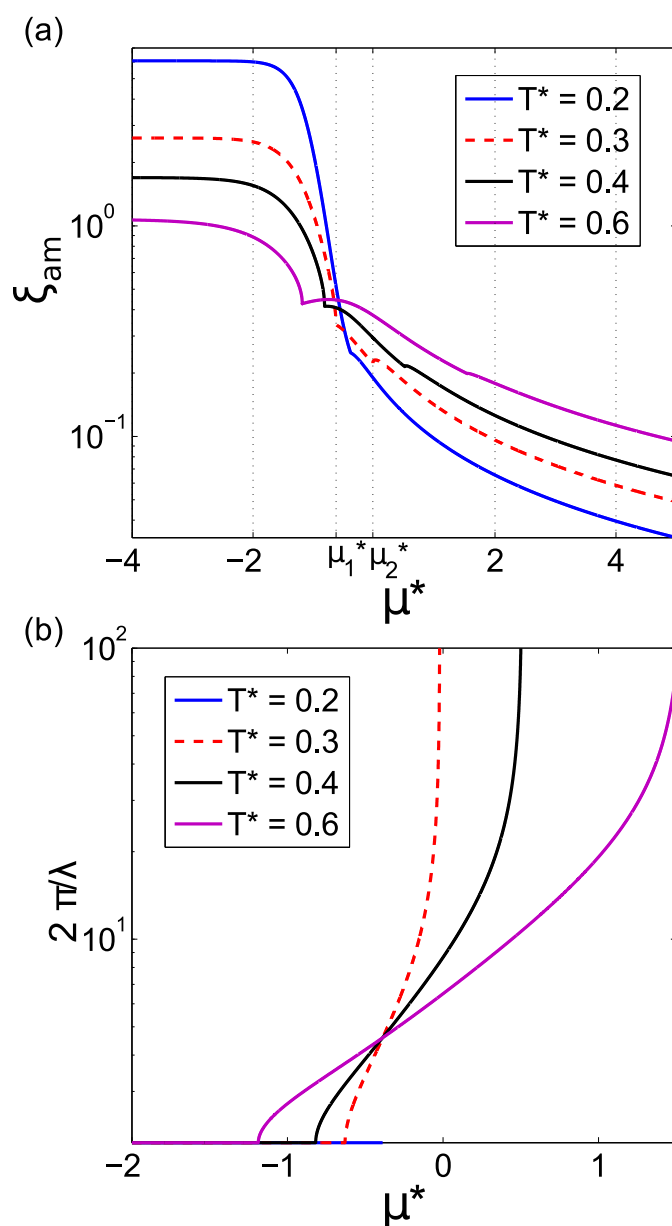 (a)
ξam
10^0
10^−1
T* = 0.2
T* = 0.3
T* = 0.4
T* = 0.6
−4 −2 μ1* μ2* 2 4
μ*
(b)
2 π/λ
10^2
10^1
T* = 0.2
T* = 0.3
T* = 0.4
T* = 0.6
−2 −1 0 1
μ*